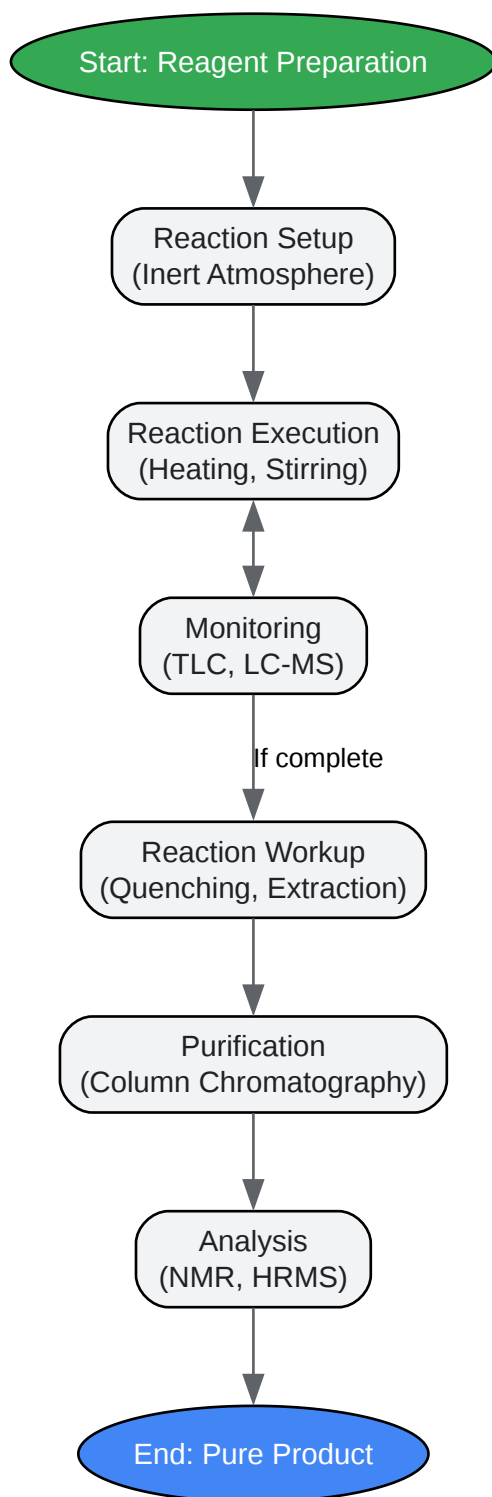 Start: Reagent Preparation
Reaction Setup
(Inert Atmosphere)
Reaction Execution
(Heating, Stirring)
Monitoring
(TLC, LC-MS)
If complete
Reaction Workup
(Quenching, Extraction)
Purification
(Column Chromatography)
Analysis
(NMR, HRMS)
End: Pure Product